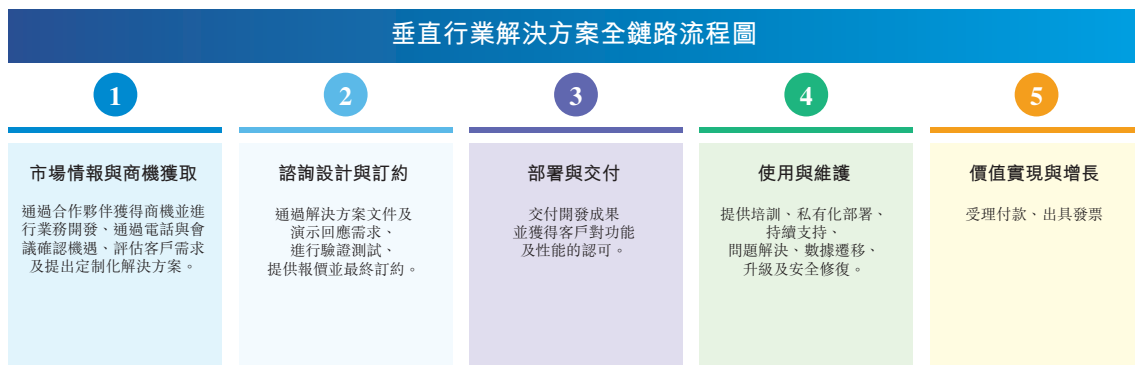 垂直行業解決方案全鏈路流程圖
1
市場情報與商機獲取
通過合作夥伴獲得商機並進
行業務開發、通過電話與會
議確認機遇、評估客戶需求
及提出定制化解決方案。
2
諮詢設計與訂約
通過解決方案文件及
演示回應需求、
進行驗證測試、
提供報價並最終訂約。
3
部署與交付
交付開發成果
並獲得客戶對功能
及性能的認可。
4
使用與維護
提供培訓、私有化部署、
持續支持、
問題解決、數據遷移、
升級及安全修復。
5
價值實現與增長
受理付款、出具發票